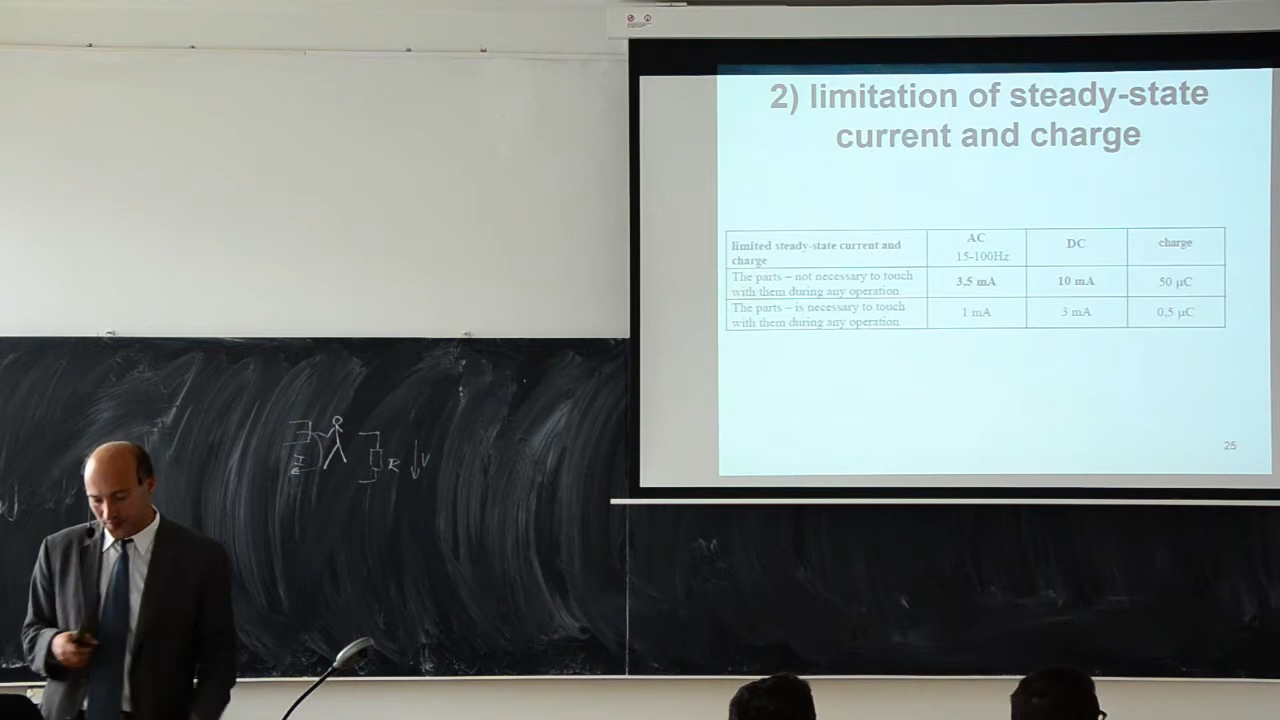 2) limitation of steady-state
current and charge
limited steady-state current and
charge
AC
15-100Hz
DC
charge
The parts – not necessary to touch
with them during any operation
3.5 mA
10 mA
50 µC
The parts – is necessary to touch
with them during any operation
1 mA
3 mA
0,5 µC
25
I
R
V